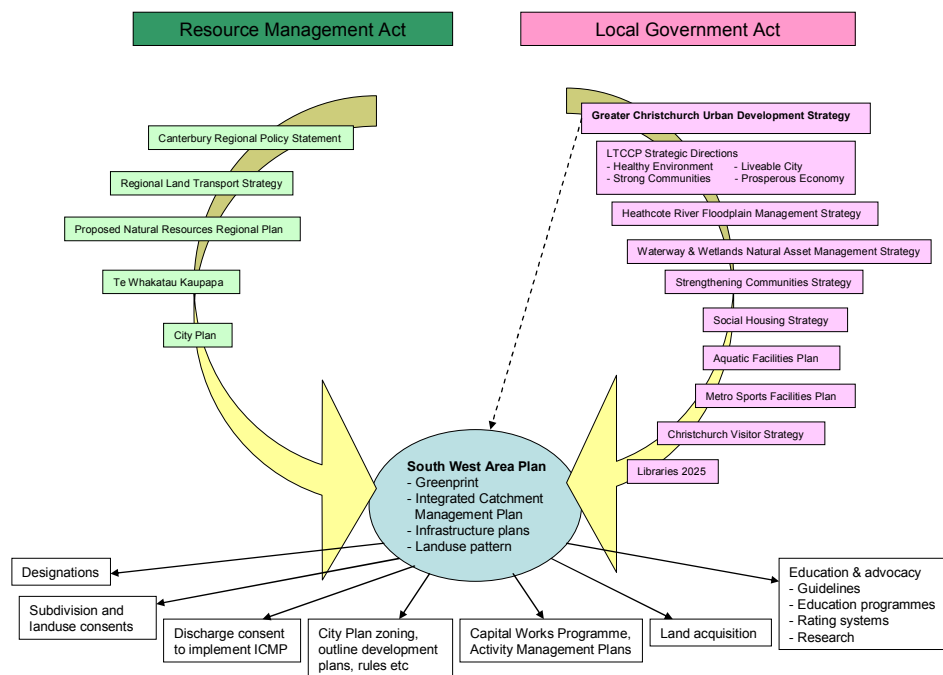 Resource Management Act
Local Government Act
Canterbury Regional Policy Statement
Regional Land Transport Strategy
Proposed Natural Resources Regional Plan
Te Whakatau Kaupapa
City Plan
Greater Christchurch Urban Development Strategy
LTCCP Strategic Directions
- Healthy Environment - Liveable City
- Strong Communities - Prosperous Economy
Heathcote River Floodplain Management Strategy
Waterway & Wetlands Natural Asset Management Strategy
Strengthening Communities Strategy
Social Housing Strategy
Aquatic Facilities Plan
Metro Sports Facilities Plan
Christchurch Visitor Strategy
Libraries 2025
South West Area Plan
- Greenprint
- Integrated Catchment
Management Plan
- Infrastructure plans
- Landuse pattern
Designations
Subdivision and
landuse consents
Discharge consent
to implement ICMP
City Plan zoning,
outline development
plans, rules etc
Capital Works Programme,
Activity Management Plans
Land acquisition
Education & advocacy
- Guidelines
- Education programmes
- Rating systems
- Research